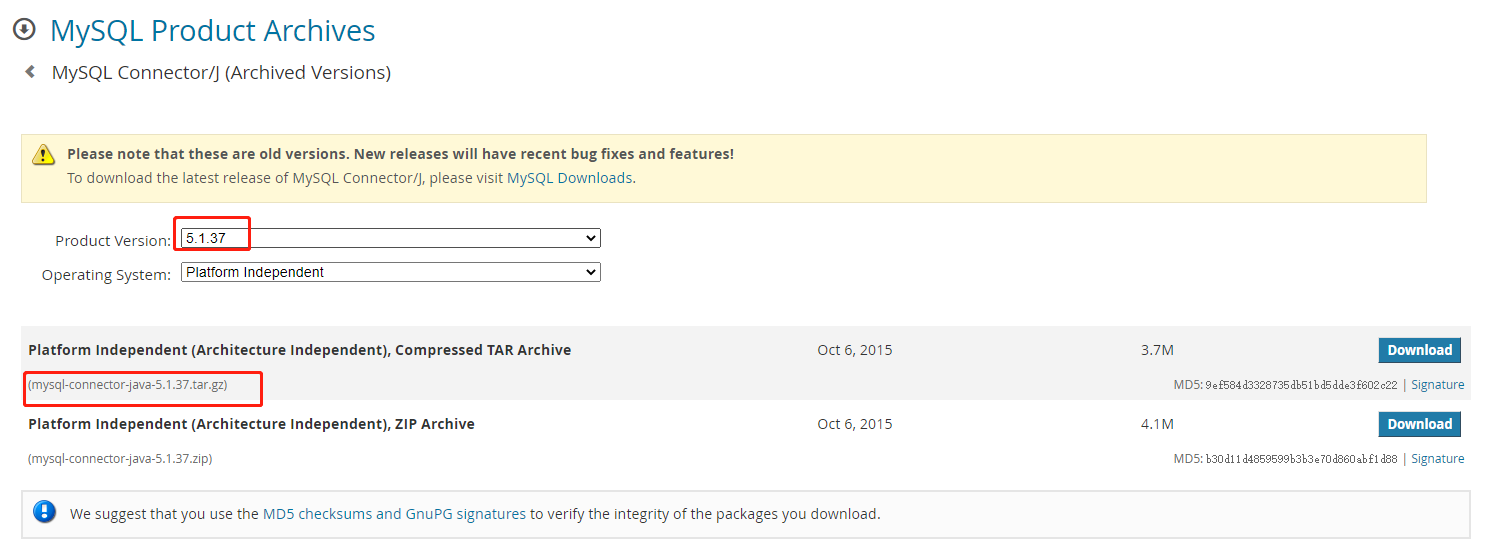 MySQL Product Archives
MySQL Connector/J (Archived Versions)
Please note that these are old versions. New releases will have recent bug fixes and features!
To download the latest release of MySQL Connector/J, please visit MySQL Downloads.
Product Version: 5.1.37
Operating System: Platform Independent
Platform Independent (Architecture Independent), Compressed TAR Archive Oct 6, 2015 3.7M Download
(mysql-connector-java-5.1.37.tar.gz) MD5: 9ef584d3328735db51bd5dde3f602c22 | Signature
Platform Independent (Architecture Independent), ZIP Archive Oct 6, 2015 4.1M Download
(mysql-connector-java-5.1.37.zip) MD5: b30d11d4859599b3b3e70d860abf1d88 | Signature
We suggest that you use the MD5 checksums and GnuPG signatures to verify the integrity of the packages you download.